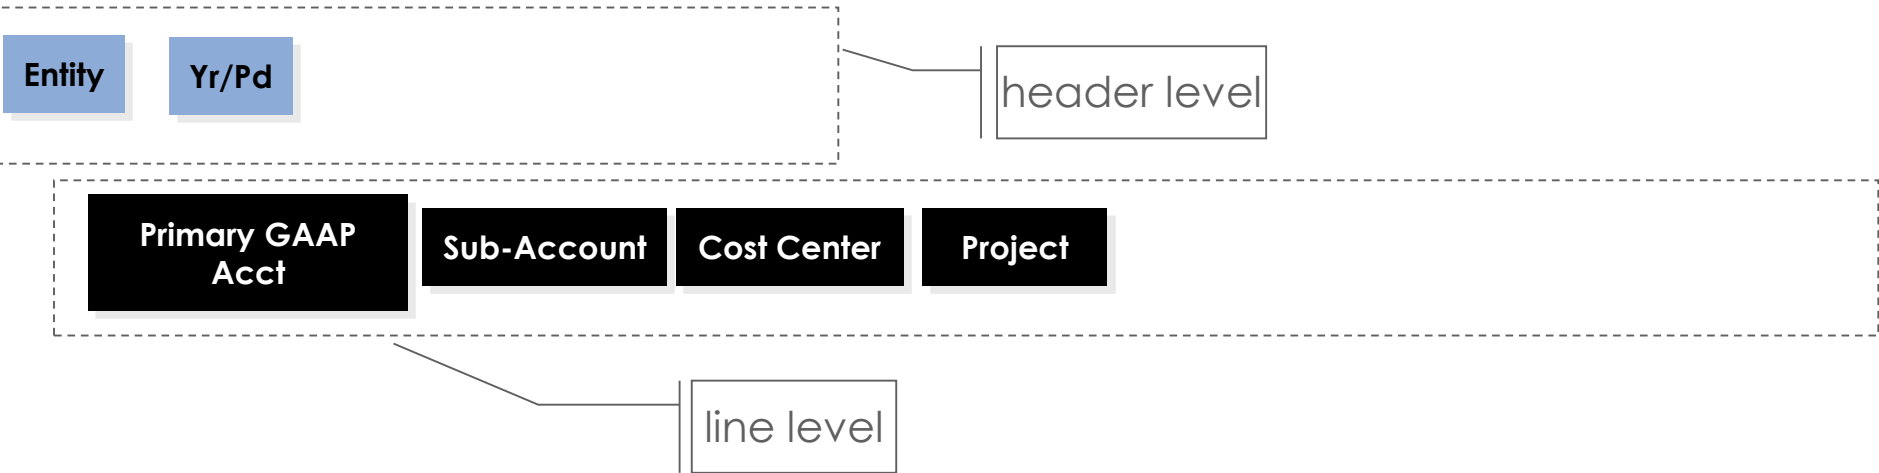 Entity
Yr/Pd
header level
Primary GAAP
Acct
Sub-Account
Cost Center
Project
line level